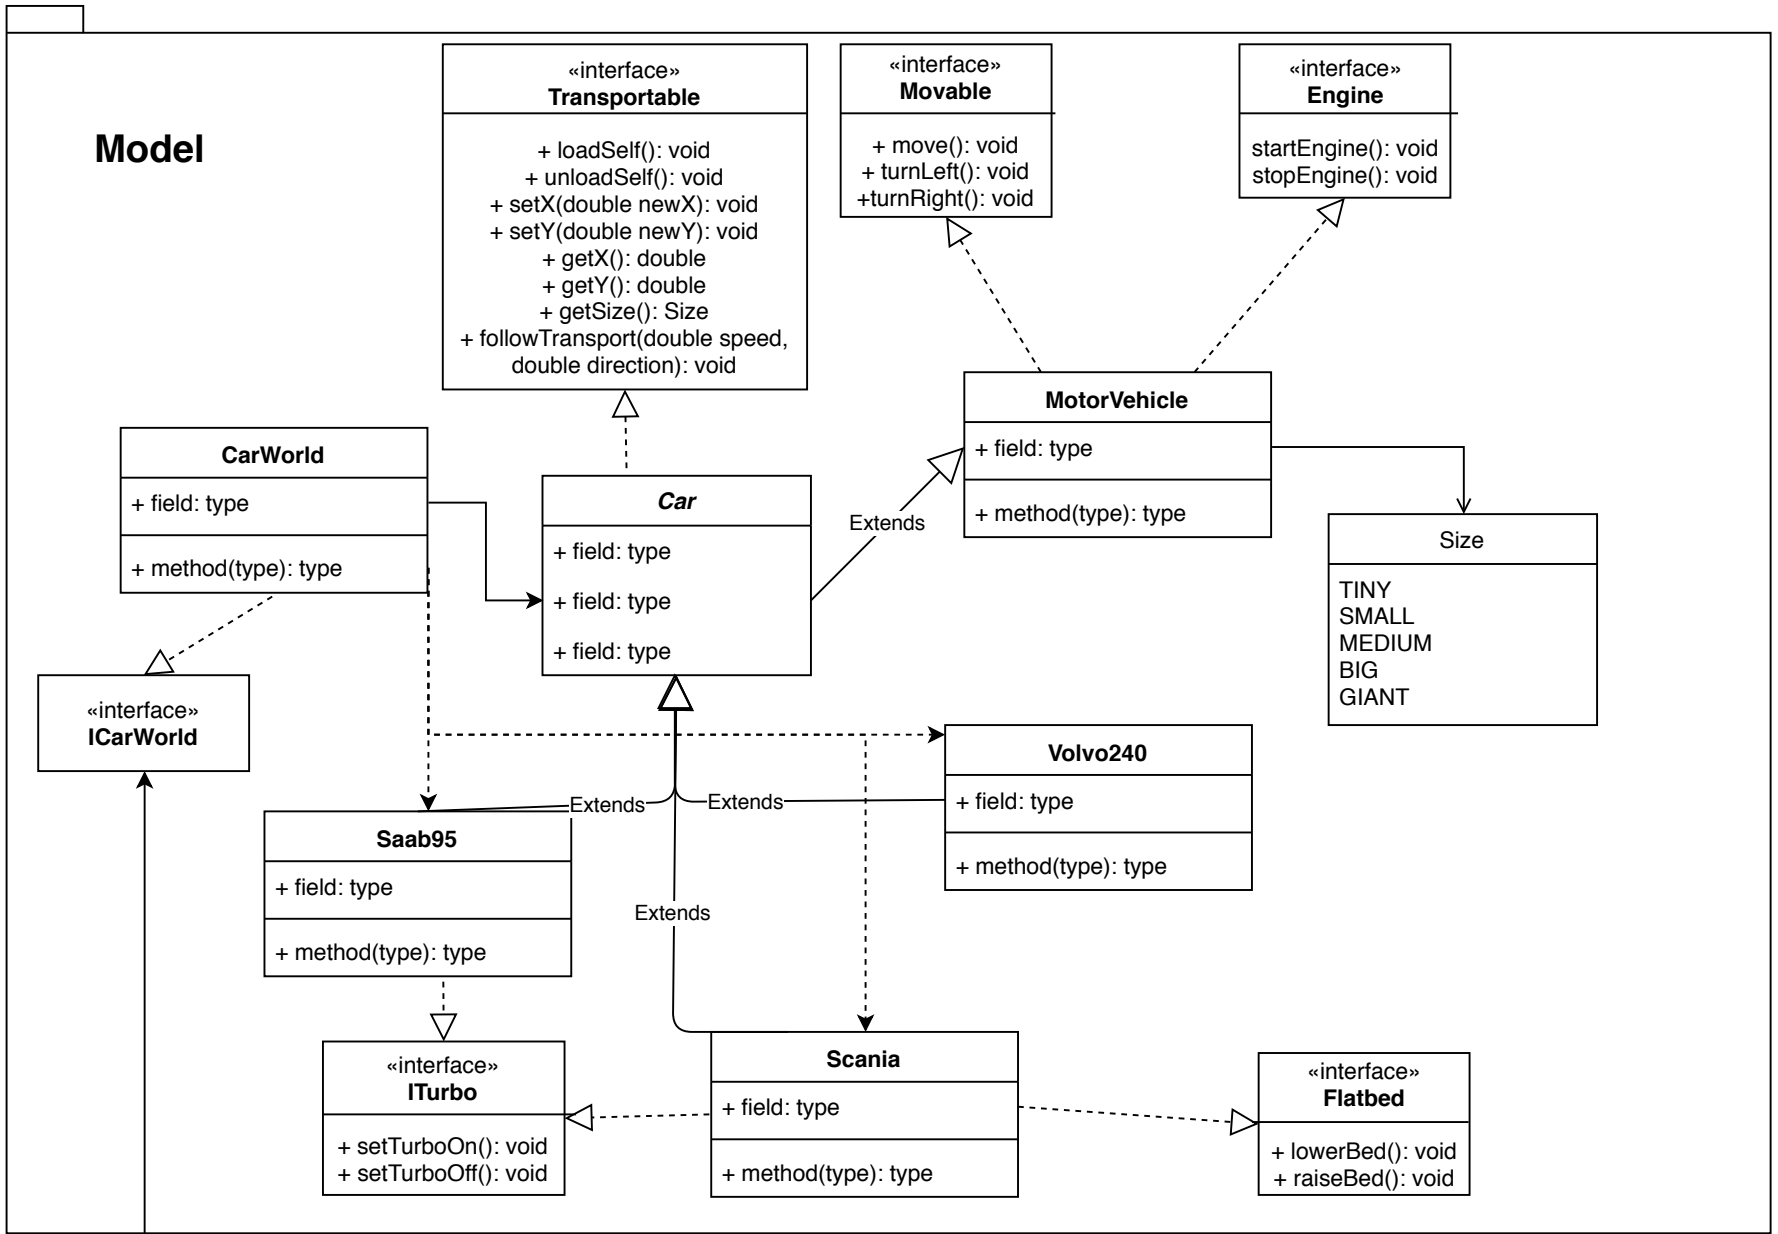 Model
«interface»
Transportable
+ loadSelf(): void
+ unloadSelf(): void
+ setX(double newX): void
+ setY(double newY): void
+ getX(): double
+ getY(): double
+ getSize(): Size
+ followTransport(double speed,
double direction): void
«interface»
Movable
+ move(): void
+ turnLeft(): void
+turnRight(): void
«interface»
Engine
startEngine(): void
stopEngine(): void
MotorVehicle
+ field: type
+ method(type): type
CarWorld
+ field: type
+ method(type): type
Car
+ field: type
+ field: type
+ field: type
Extends
Size
TINY
SMALL
MEDIUM
BIG
GIANT
«interface»
ICarWorld
Volvo240
+ field: type
+ method(type): type
Extends
Extends
Saab95
+ field: type
+ method(type): type
Extends
«interface»
ITurbo
+ setTurboOn(): void
+ setTurboOff(): void
Scania
+ field: type
+ method(type): type
«interface»
Flatbed
+ lowerBed(): void
+ raiseBed(): void